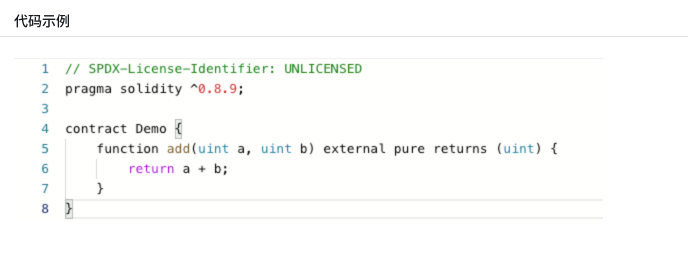 代码示例
1 // SPDX-License-Identifier: UNLICENSED
2 pragma solidity ^0.8.9;
3
4 contract Demo {
5     function add(uint a, uint b) external pure returns (uint) {
6         return a + b;
7     }
8 }